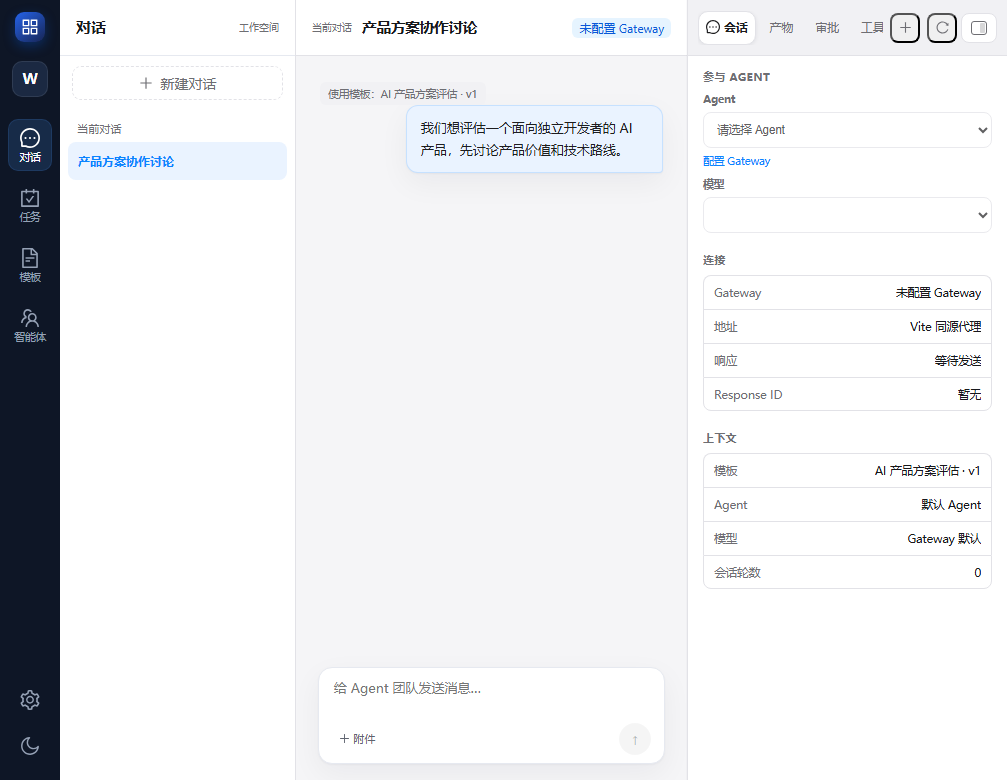 W
对话
任务
模板
智能体
对话
工作空间
+ 新建对话
当前对话
产品方案协作讨论
当前对话 产品方案协作讨论
未配置 Gateway
使用模板: AI 产品方案评估 · v1
我们想评估一个面向独立开发者的 AI
产品，先讨论产品价值和技术路线。
给 Agent 团队发送消息...
+ 附件
↑
会话
产物
审批
工具
+
参与 AGENT
Agent
请选择 Agent
配置 Gateway
模型
连接
Gateway 未配置 Gateway
地址 Vite 同源代理
响应 等待发送
Response ID 暂无
上下文
模板 AI 产品方案评估 · v1
Agent 默认 Agent
模型 Gateway 默认
会话轮数 0